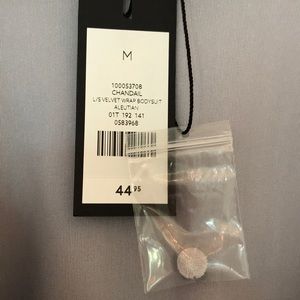 M
100053708
CHANDAIL
L/S VELVET WRAP BODYSUIT
ALEUTIAN
01T 192 141
0583968
44.95